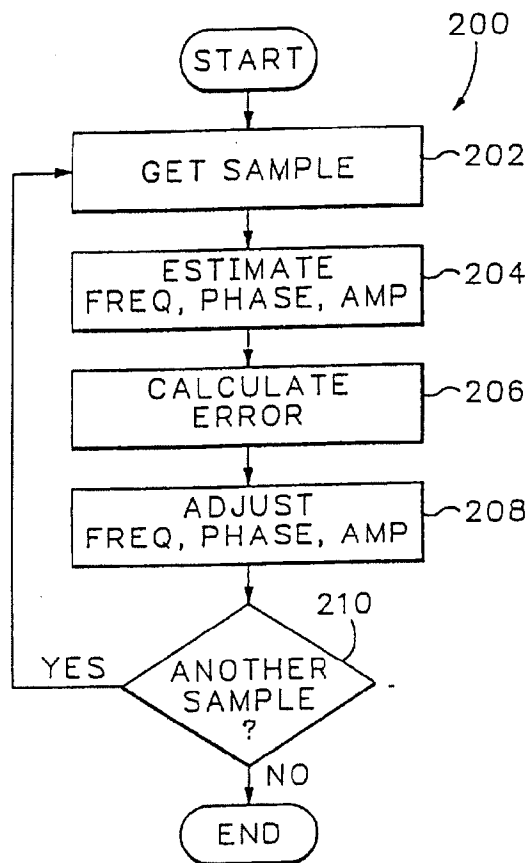 200
START
GET SAMPLE
202
ESTIMATE
FREQ, PHASE, AMP
204
CALCULATE
ERROR
206
ADJUST
FREQ, PHASE, AMP
208
210
YES
ANOTHER
SAMPLE
?
NO
END